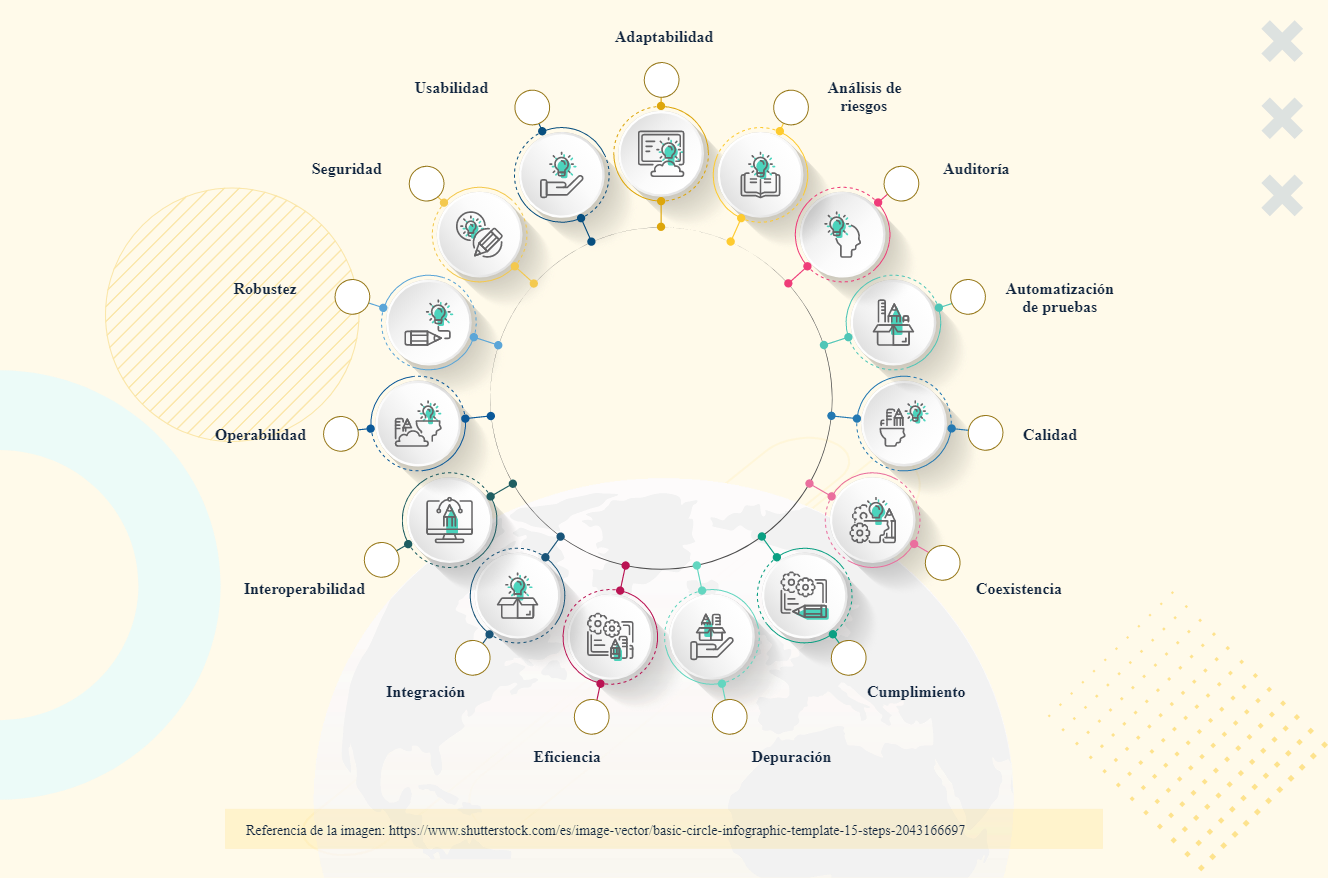 Adaptabilidad
Análisis de
riesgos
Auditoría
Automatización
de pruebas
Calidad
Coexistencia
Cumplimiento
Depuración
Eficiencia
Integración
Interoperabilidad
Operabilidad
Robustez
Seguridad
Usabilidad
Referencia de la imagen: https://www.shutterstock.com/es/image-vector/basic-circle-infographic-template-15-steps-2043166697